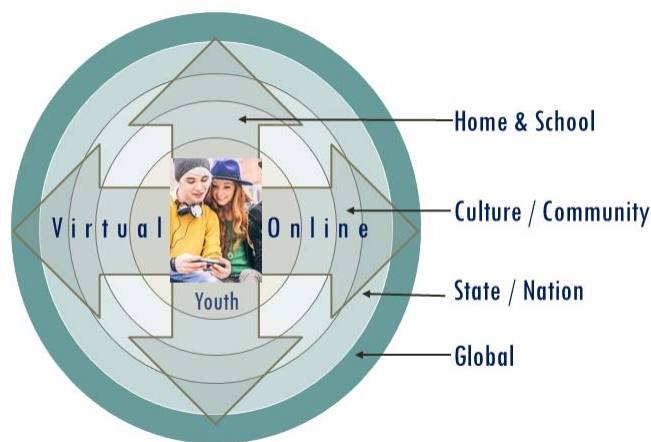 Home & School
Virtual Online
Culture / Community
State / Nation
Youth
Global